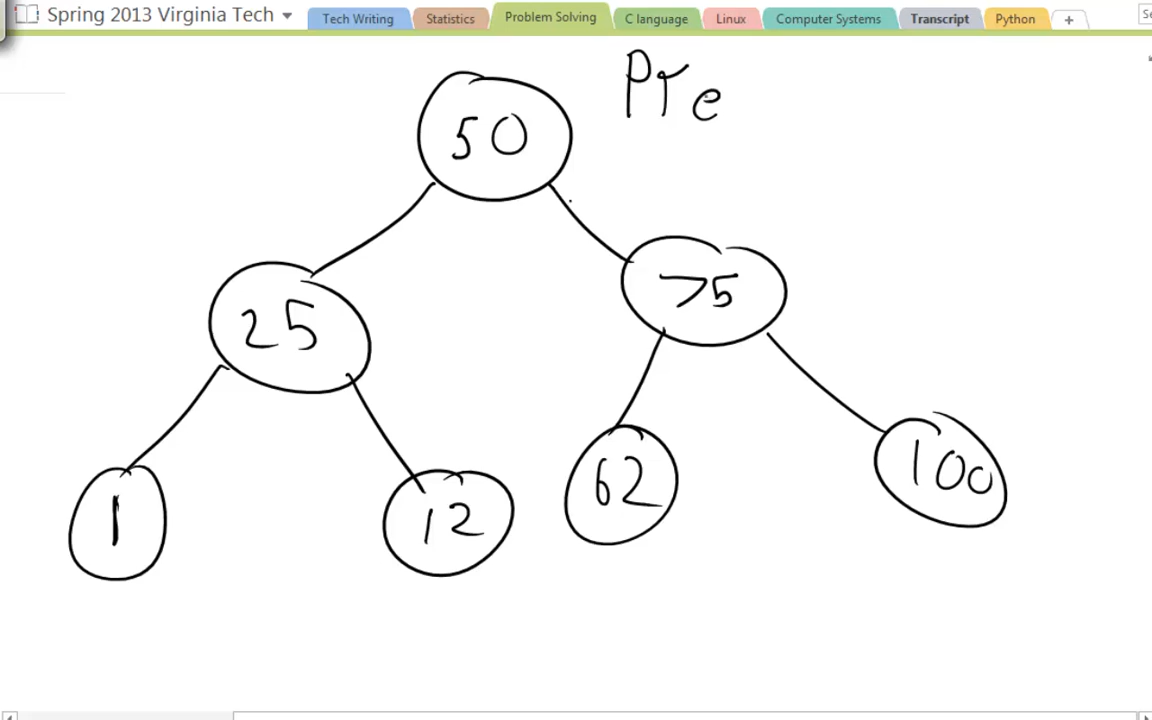 Spring 2013 Virginia Tech
Tech Writing
Statistics
Problem Solving
C language
Linux
Computer Systems
Transcript
Python
+
Pre
50
25
75
1
12
62
100